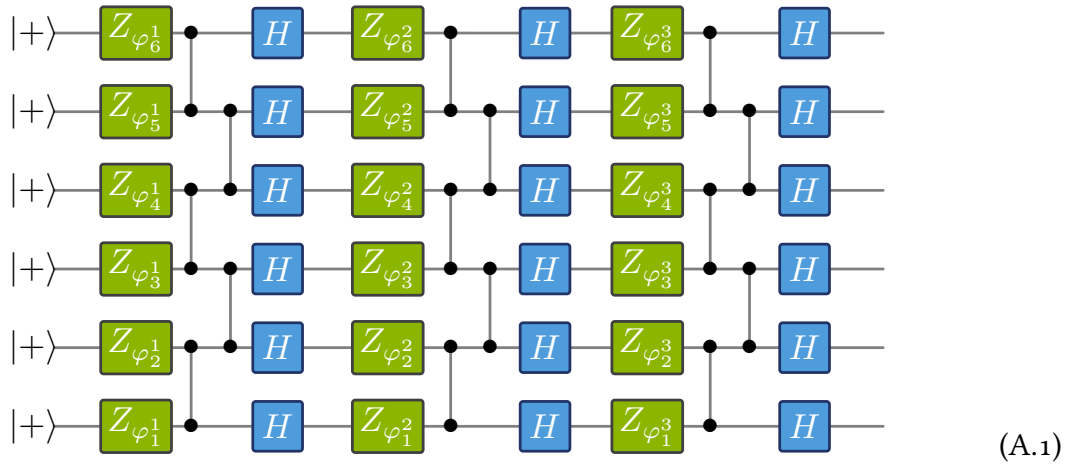 |+⟩ Z_{φ_6^1} H Z_{φ_6^2} H Z_{φ_6^3} H
|+⟩ Z_{φ_5^1} H Z_{φ_5^2} H Z_{φ_5^3} H
|+⟩ Z_{φ_4^1} H Z_{φ_4^2} H Z_{φ_4^3} H
|+⟩ Z_{φ_3^1} H Z_{φ_3^2} H Z_{φ_3^3} H
|+⟩ Z_{φ_2^1} H Z_{φ_2^2} H Z_{φ_2^3} H
|+⟩ Z_{φ_1^1} H Z_{φ_1^2} H Z_{φ_1^3} H
(A.1)